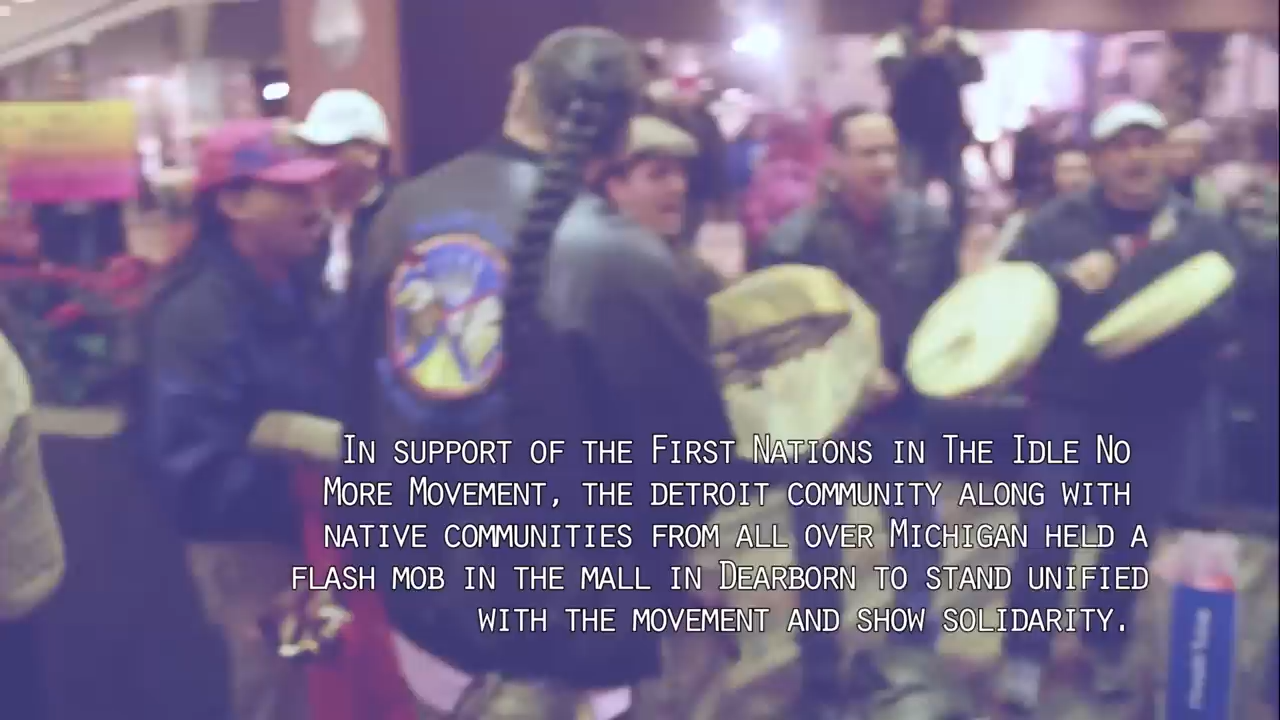 In support of the First Nations in The Idle No
More Movement, the detroit community along with
native communities from all over Michigan held a
flash mob in the mall in Dearborn to stand unified
with the movement and show solidarity.